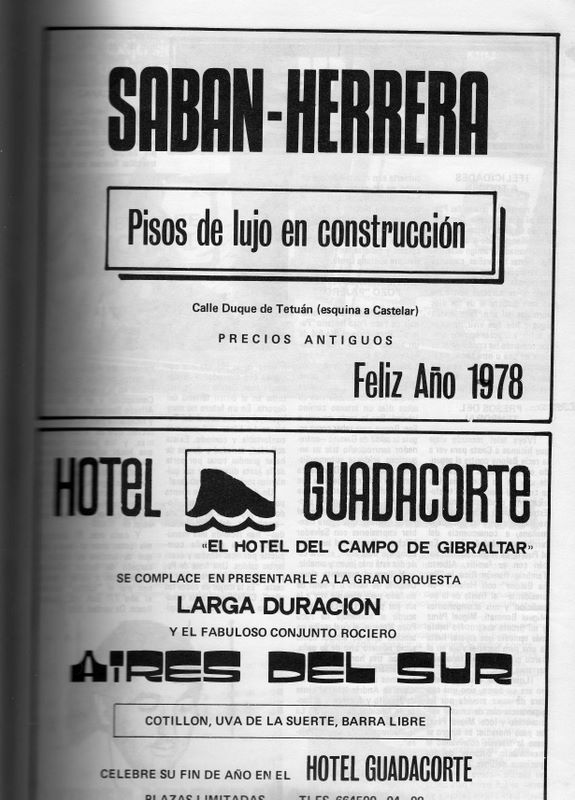 SABAN-HERRERA
Pisos de lujo en construcción
Calle Duque de Tetuán (esquina a Castelar)
PRECIOS ANTIGUOS
Feliz Año 1978
HOTEL GUADACORTE
«EL HOTEL DEL CAMPO DE GIBRALTAR»
SE COMPLACE EN PRESENTARLE A LA GRAN ORQUESTA
LARGA DURACION
Y EL FABULOSO CONJUNTO ROCIERO
AIRES DEL SUR
COTILLON, UVA DE LA SUERTE, BARRA LIBRE
CELEBRE SU FIN DE AÑO EN EL HOTEL GUADACORTE
PLAZAS LIMITADAS